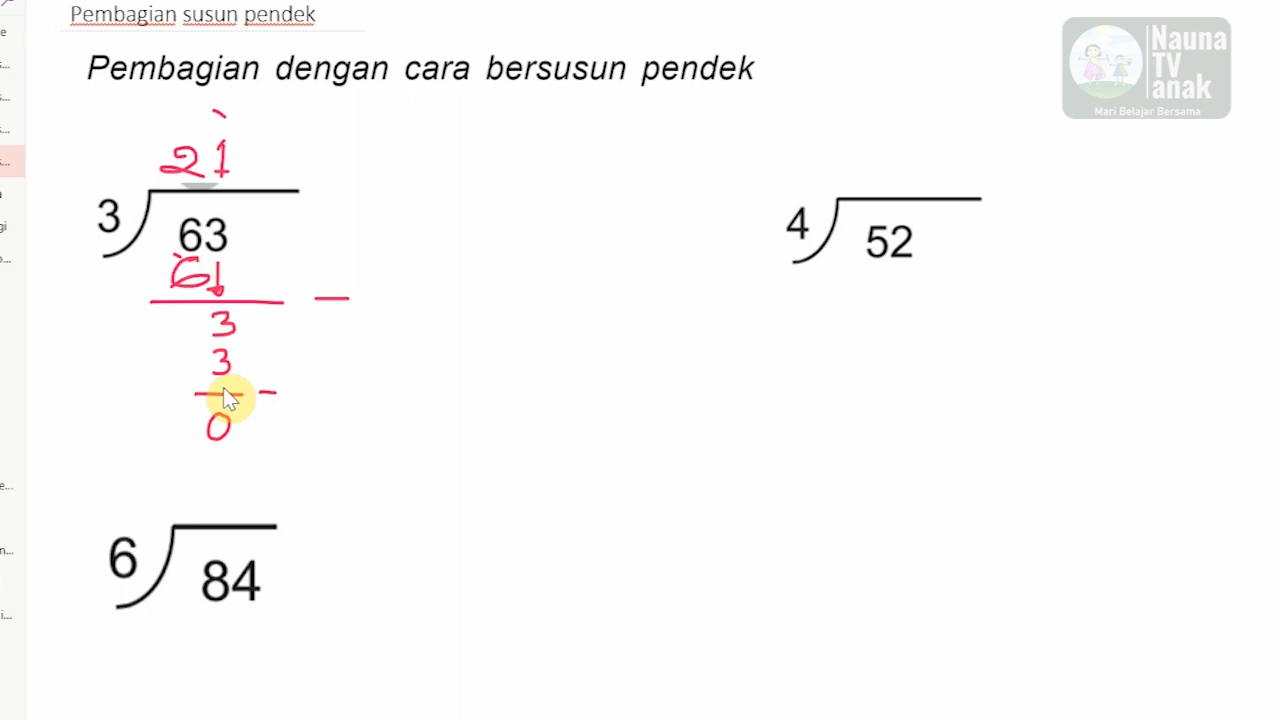 Pembagian susun pendek
Pembagian dengan cara bersusun pendek
Nauna
TV
anak
Mari Belajar Bersama
21
3
63
6
3
3
0
4
52
6
84